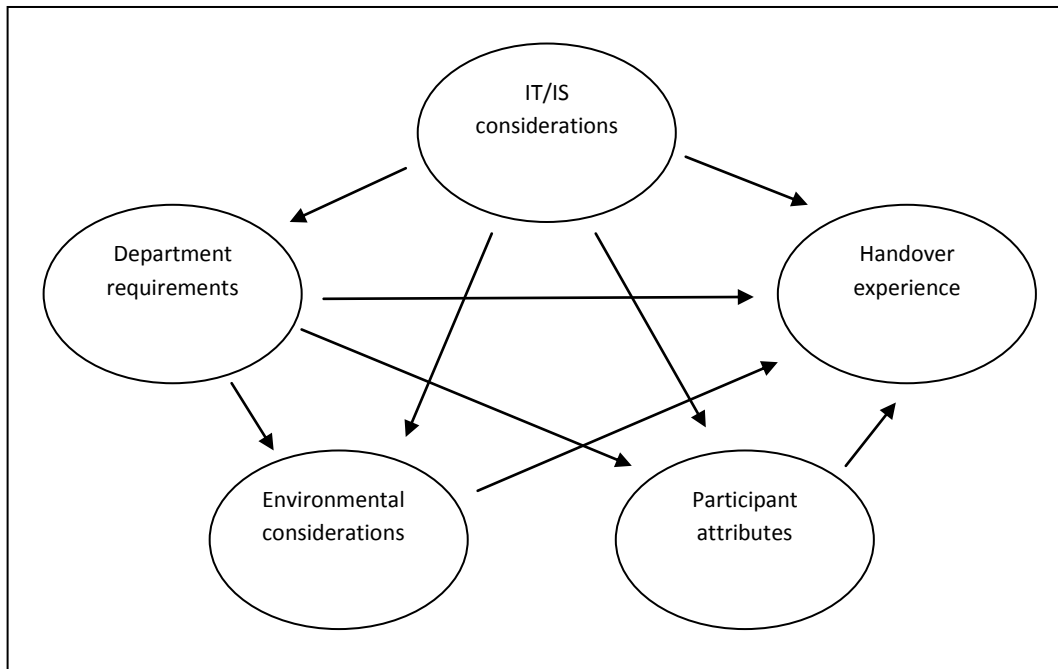 IT/IS
considerations
Department
requirements
Handover
experience
Environmental
considerations
Participant
attributes